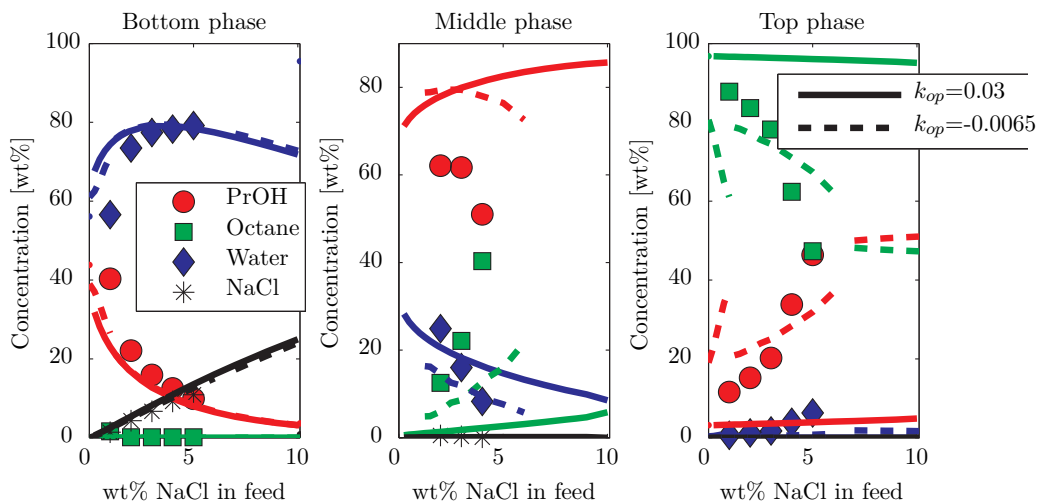 Bottom phase
Middle phase
Top phase
Concentration [wt%]
100
80
60
40
20
0
0
5
10
wt% NaCl in feed
PrOH
Octane
Water
NaCl
Concentration [wt%]
80
60
40
20
0
0
5
10
wt% NaCl in feed
Concentration [wt%]
100
80
60
40
20
0
0
5
10
wt% NaCl in feed
kop=0.03
kop=-0.0065